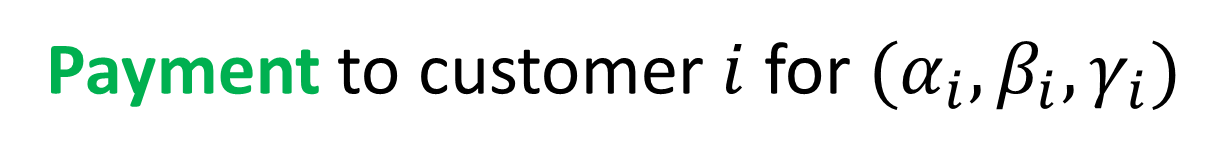 Payment to customer 𝑖 for (𝛼ᵢ, 𝛽ᵢ, 𝛾ᵢ)